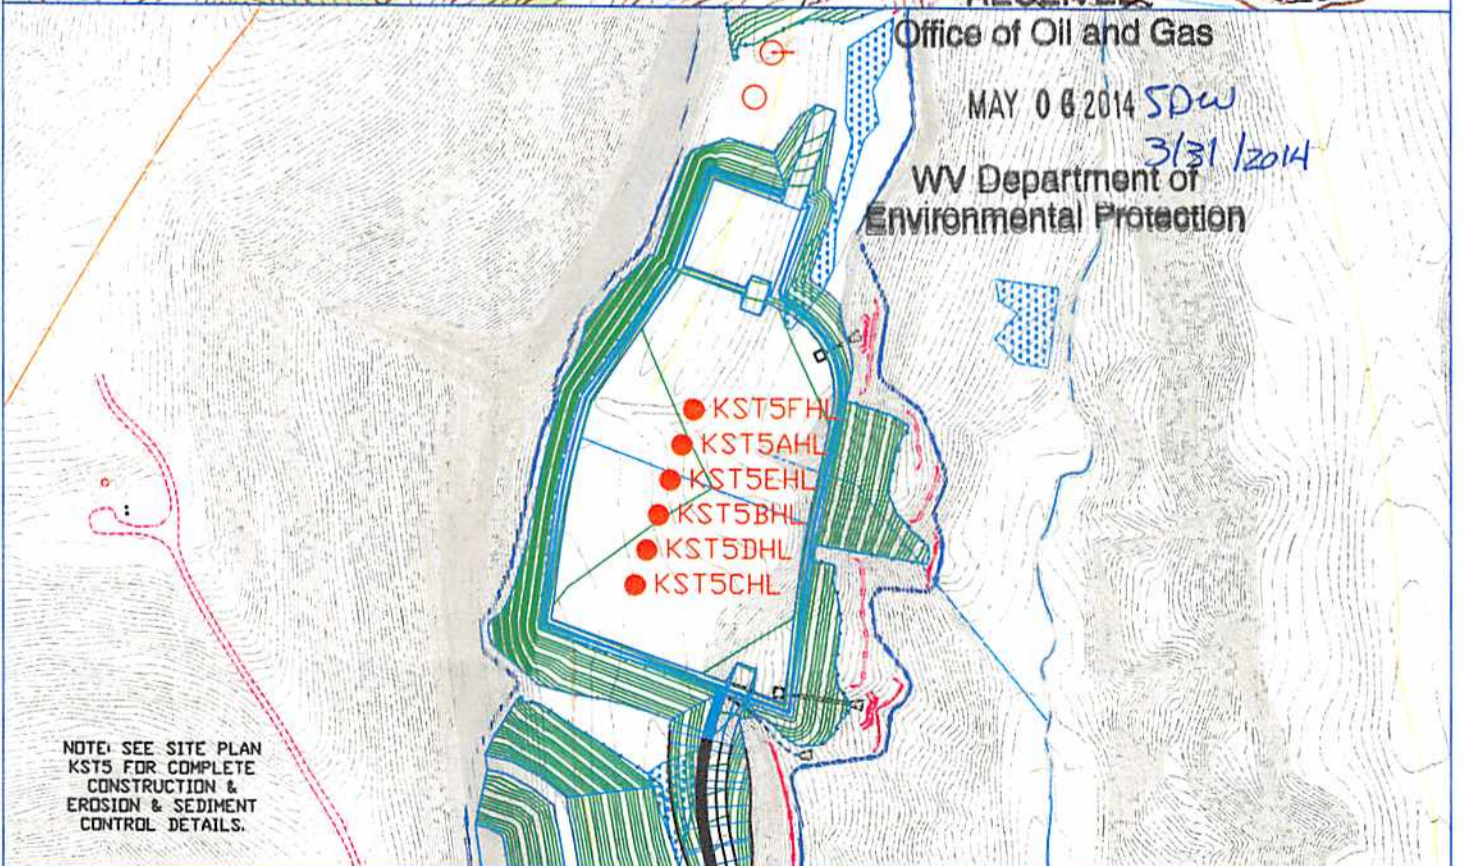 RECEIVED
Office of Oil and Gas
MAY 06 2014 SDW
3/31/2014
WV Department of
Environmental Protection
KST5FHL
KST5AHL
KST5EHL
KST5BHL
KST5DHL
KST5CHL
NOTE: SEE SITE PLAN
KST5 FOR COMPLETE
CONSTRUCTION &
EROSION & SEDIMENT
CONTROL DETAILS.